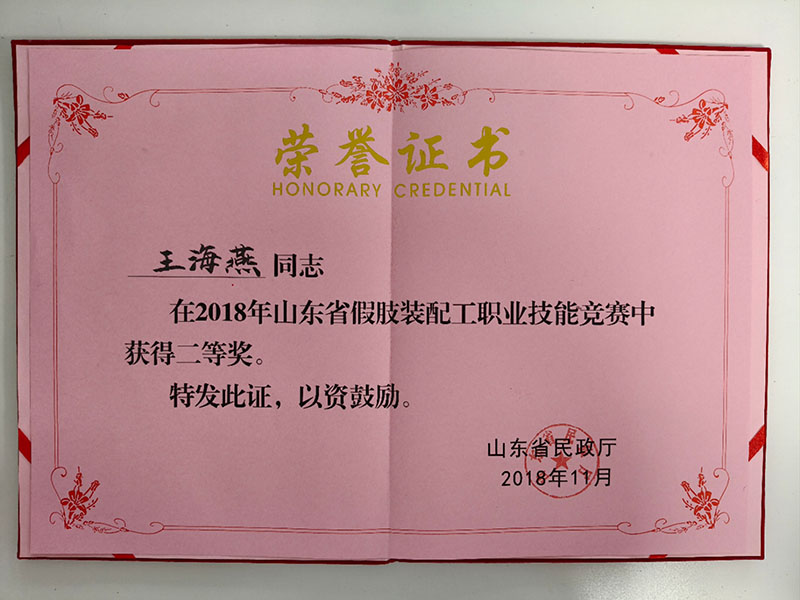 荣誉证书
HONORARY CREDENTIAL
王海燕 同志
在2018年山东省假肢装配工职业技能竞赛中
获得二等奖。
特发此证，以资鼓励。
山东省民政厅
2018年11月